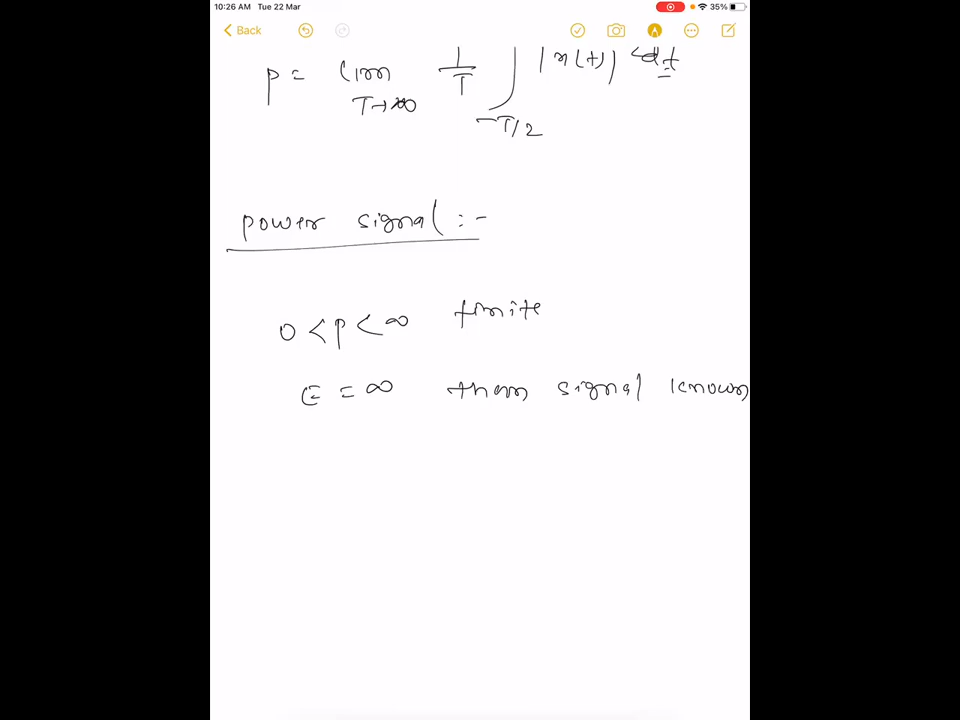 10:26 AM Tue 22 Mar 35%
Back
p = lim 1/T ∫ |x(t)|² dt
T→∞ -T/2
power signal :-
0 < p < ∞ finite
E = ∞ then signal known